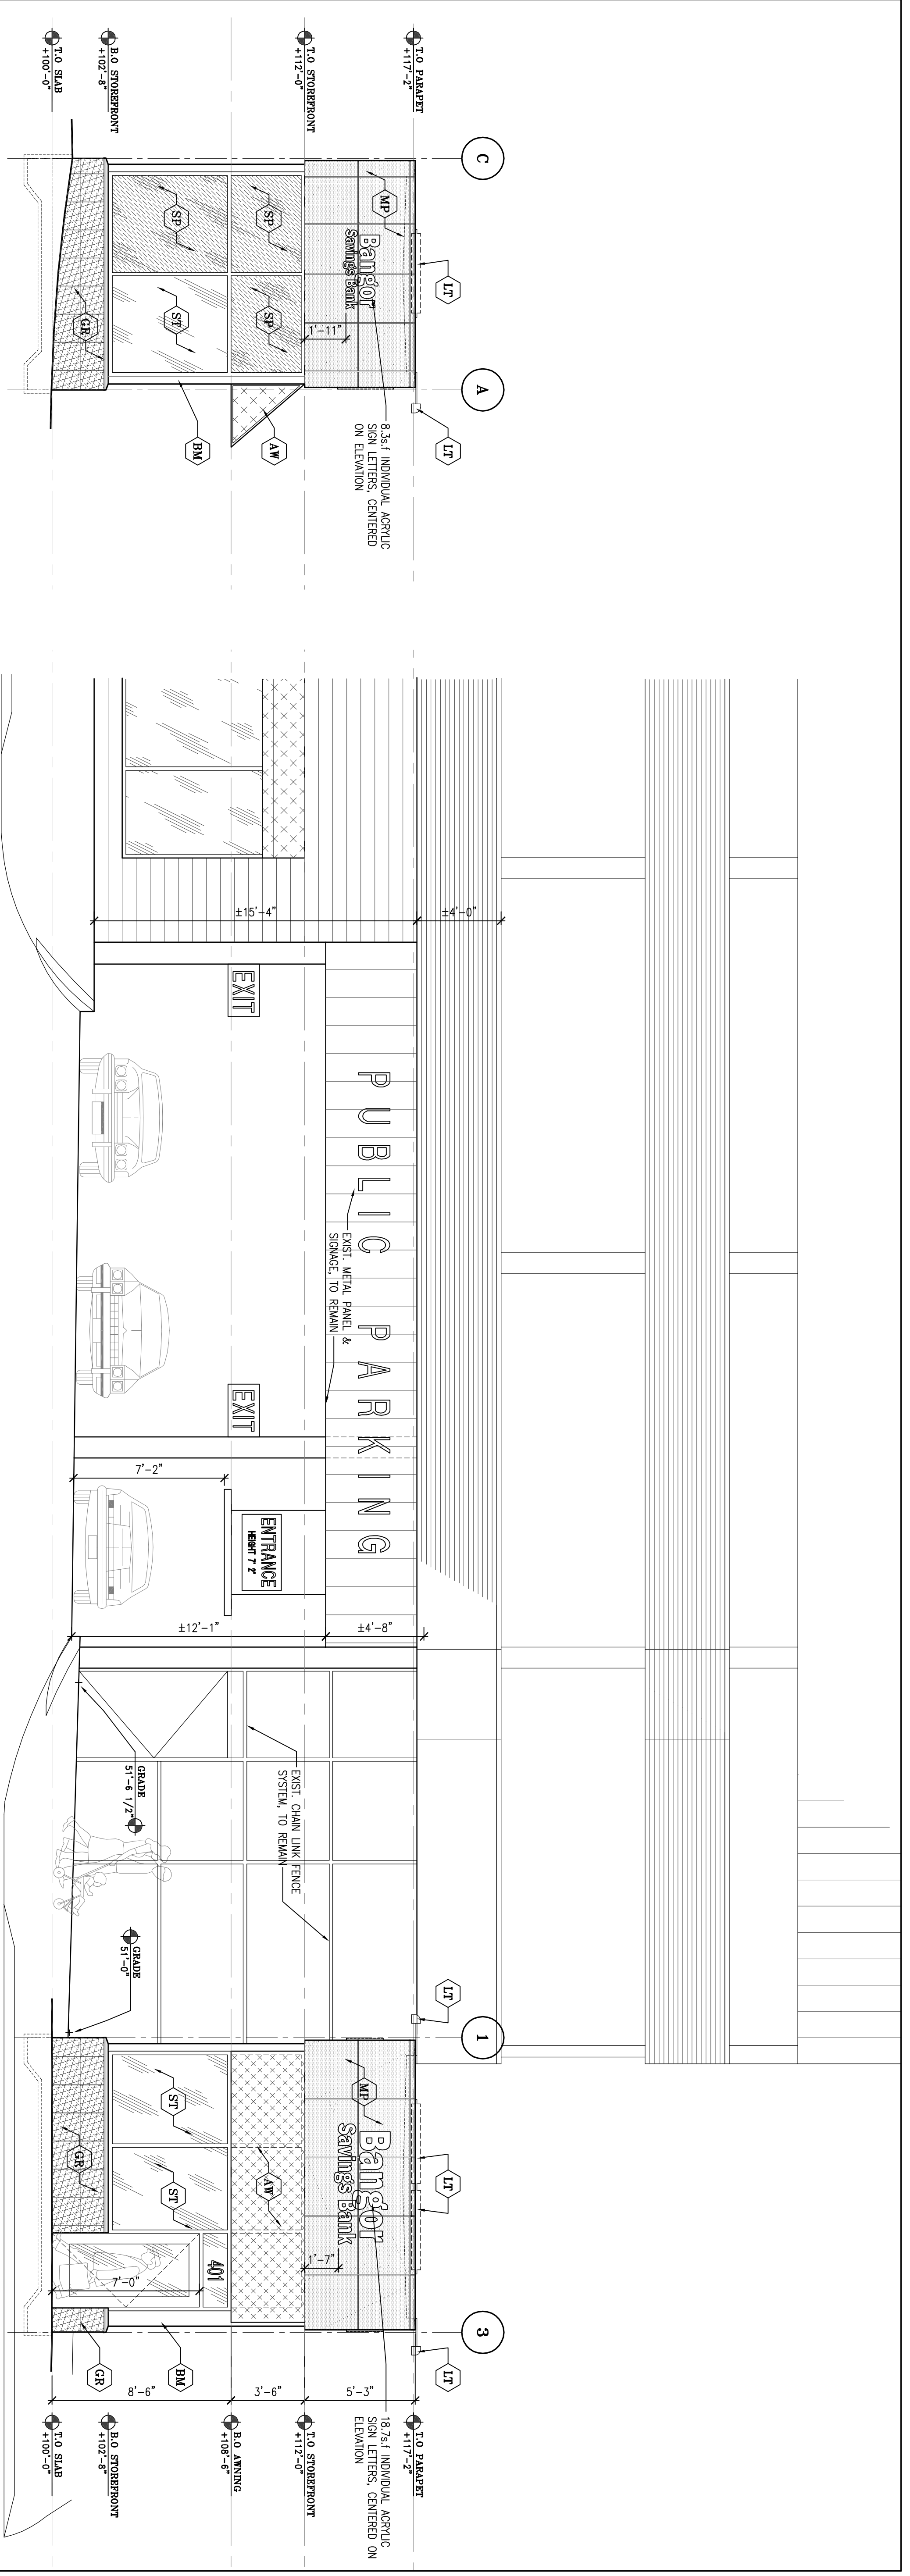 T.O PARAPET
+117'-2"
T.O STOREFRONT
+112'-0"
B.O STOREFRONT
+102'-8"
T.O SLAB
+100'-0"
C
A
LT
LT
MP
Bangor
Savings Bank
1'-11"
8.3s.f INDIVIDUAL ACRYLIC
SIGN LETTERS, CENTERED
ON ELEVATION
SP
SP
SP
ST
AW
BM
GR
±4'-0"
±15'-4"
EXIT
PUBLIC PARKING
EXIST. METAL PANEL &
SIGNAGE, TO REMAIN
EXIT
7'-2"
ENTRANCE
HEIGHT 7' 2"
±4'-8"
±12'-1"
EXIST. CHAIN LINK FENCE
SYSTEM, TO REMAIN
GRADE
51'-6 1/2"
GRADE
51'-0"
1
3
LT
LT
LT
MP
Bangor
Savings Bank
1'-7"
18.7s.f INDIVIDUAL ACRYLIC
SIGN LETTERS, CENTERED ON
ELEVATION
AW
ST
ST
401
7'-0"
GR
GR
BM
5'-3"
3'-6"
8'-6"
T.O PARAPET
+117'-2"
T.O STOREFRONT
+112'-0"
B.O AWNING
+108'-6"
B.O STOREFRONT
+102'-8"
T.O SLAB
+100'-0"